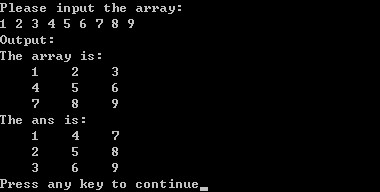 Please input the array:
1 2 3 4 5 6 7 8 9
Output:
The array is:
1 2 3
4 5 6
7 8 9
The ans is:
1 4 7
2 5 8
3 6 9
Press any key to continue_